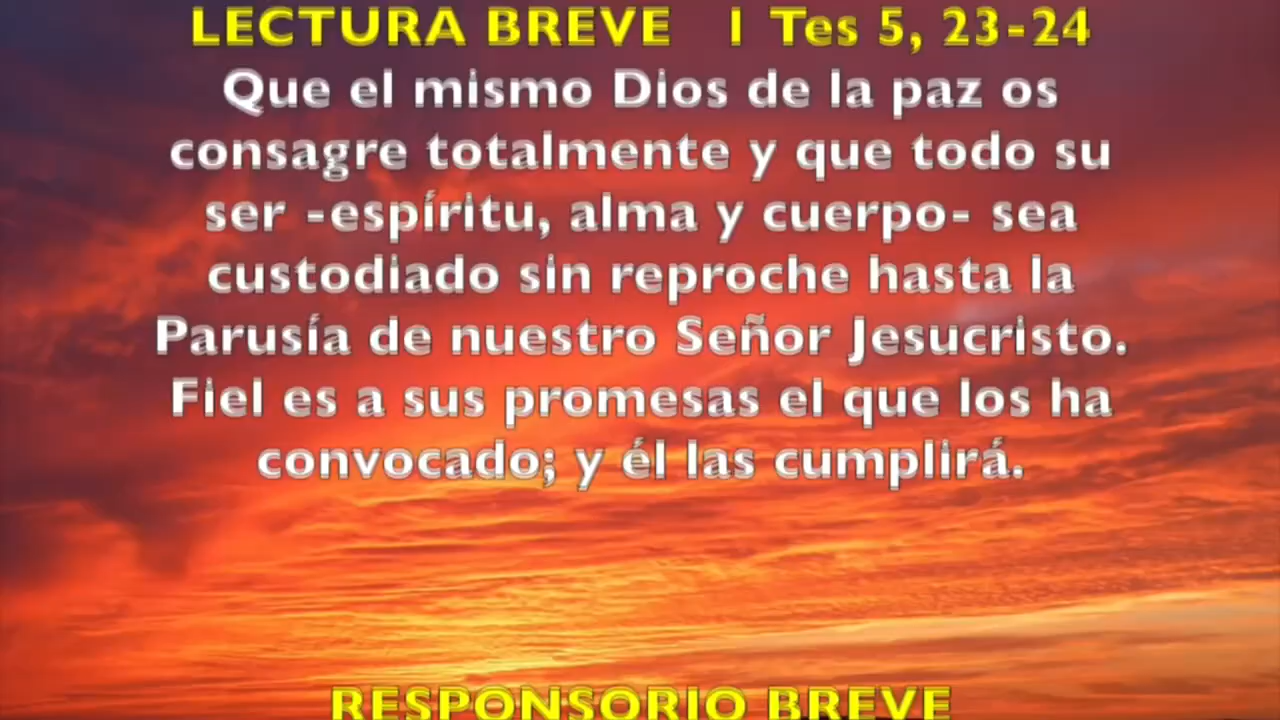 LECTURA BREVE 1 Tes 5, 23-24
Que el mismo Dios de la paz os
consagre totalmente y que todo su
ser -espíritu, alma y cuerpo- sea
custodiado sin reproche hasta la
Parusía de nuestro Señor Jesucristo.
Fiel es a sus promesas el que los ha
convocado; y él las cumplirá.
RESPONSORIO BREVE